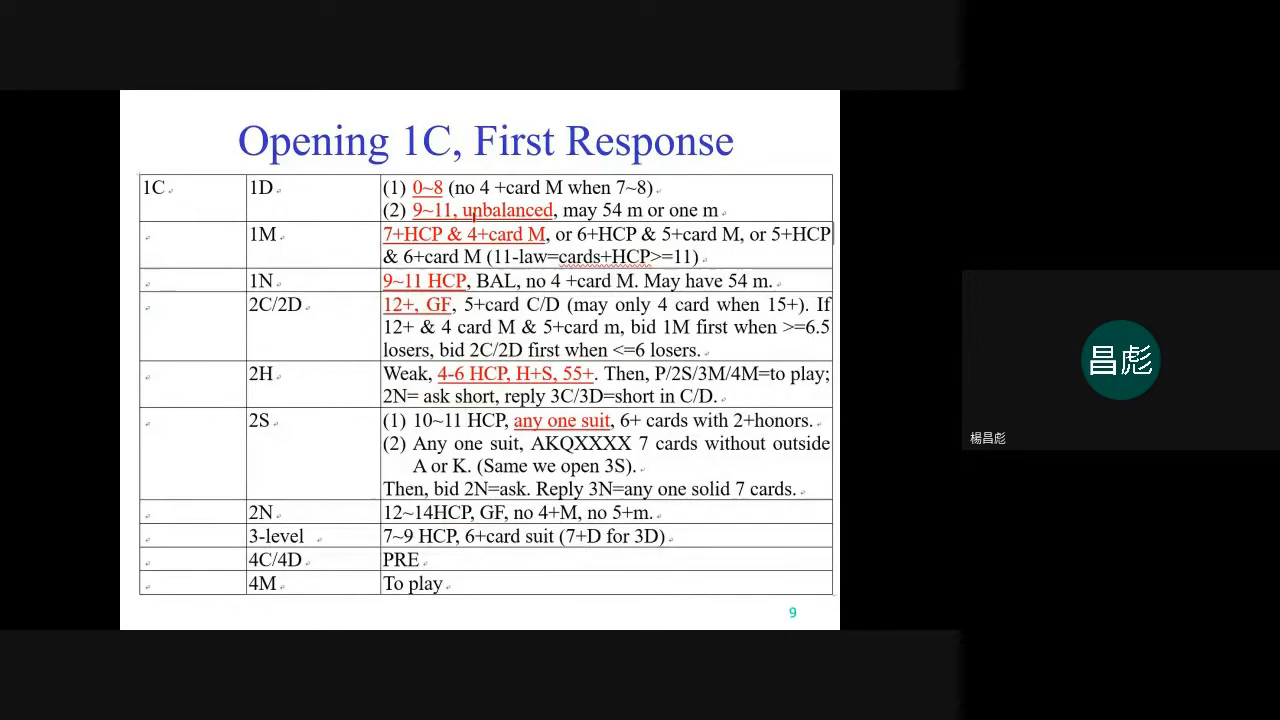 Opening 1C, First Response
1C 1D (1) 0~8 (no 4 +card M when 7~8)
(2) 9~11, unbalanced, may 54 m or one m
1M 7+HCP & 4+card M, or 6+HCP & 5+card M, or 5+HCP
& 6+card M (11-law=cards+HCP>=11)
1N 9~11 HCP, BAL, no 4 +card M. May have 54 m.
2C/2D 12+, GF, 5+card C/D (may only 4 card when 15+). If
12+ & 4 card M & 5+card m, bid 1M first when >=6.5
losers, bid 2C/2D first when <=6 losers.
2H Weak, 4-6 HCP, H+S, 55+. Then, P/2S/3M/4M=to play;
2N= ask short, reply 3C/3D=short in C/D.
2S (1) 10~11 HCP, any one suit, 6+ cards with 2+honors.
(2) Any one suit, AKQXXXX 7 cards without outside
A or K. (Same we open 3S).
Then, bid 2N=ask. Reply 3N=any one solid 7 cards.
2N 12~14HCP, GF, no 4+M, no 5+m.
3-level 7~9 HCP, 6+card suit (7+D for 3D)
4C/4D PRE
4M To play
9
昌彪
楊昌彪